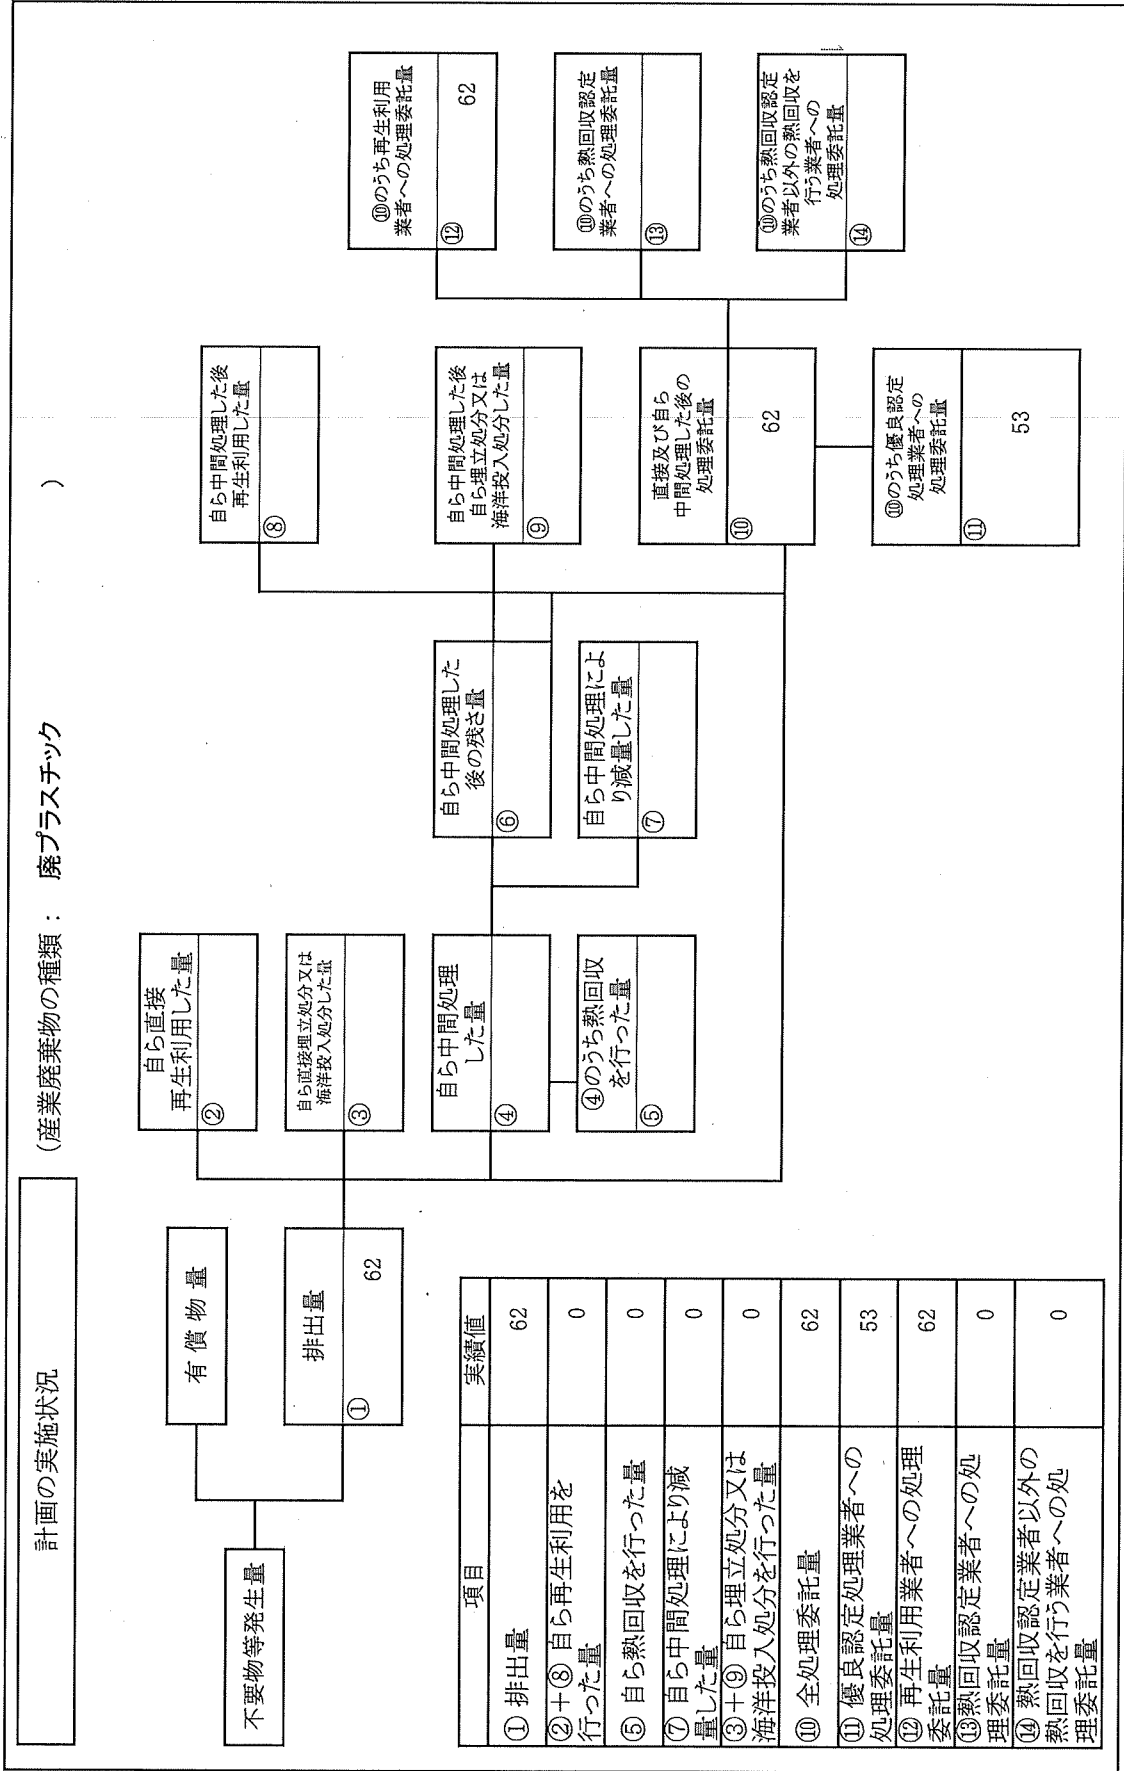 計画の実施状況
(産業廃棄物の種類： 廃プラスチック )
不要物等発生量
有償物量
排出量
① 62
自ら直接
再生利用した量
②
自ら直接埋立処分又は
海洋投入処分した量
③
自ら中間処理
した量
④
④のうち熱回収
を行った量
⑤
自ら中間処理した
後の残さ量
⑥
自ら中間処理によ
り減量した量
⑦
自ら中間処理した後
再生利用した量
⑧
自ら中間処理した後
自ら埋立処分又は
海洋投入処分した量
⑨
直接及び自ら
中間処理した後の
処理委託量
⑩ 62
⑩のうち優良認定
処理業者への
処理委託量
⑪ 53
⑩のうち再生利用
業者への処理委託量
⑫ 62
⑩のうち熱回収認定
業者への処理委託量
⑬
⑩のうち熱回収認定
業者以外の熱回収を
行う業者への
処理委託量
⑭
項目 実績値
① 排出量 62
②＋⑧ 自ら再生利用を
行った量 0
⑤ 自ら熱回収を行った量 0
⑦ 自ら中間処理により減
量した量 0
③＋⑨ 自ら埋立処分又は
海洋投入処分を行った量 0
⑩ 全処理委託量 62
⑪ 優良認定処理業者への
処理委託量 53
⑫ 再生利用業者への処理
委託量 62
⑬熱回収認定業者への処
理委託量 0
⑭ 熱回収認定業者以外の
熱回収を行う業者への処
理委託量 0